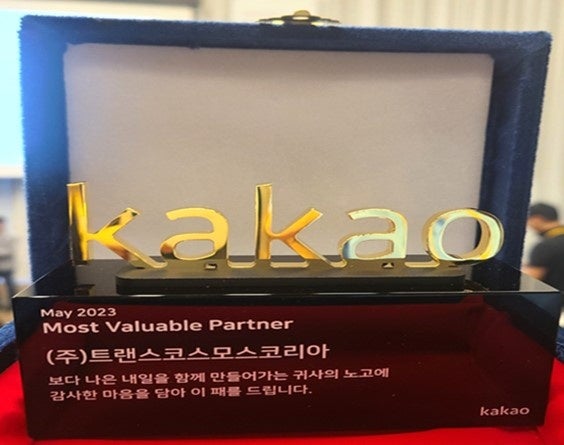 kakao
May 2023
Most Valuable Partner
(주)트랜스코스모스코리아
보다 나은 내일을 함께 만들어가는 귀사의 노고에
감사한 마음을 담아 이 패를 드립니다.
kakao